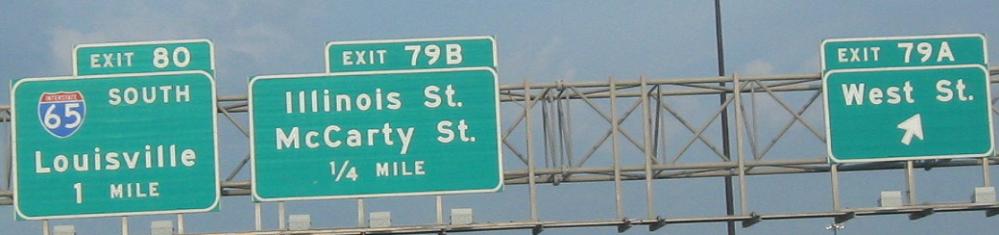 EXIT 80
INTERSTATE
65
SOUTH
Louisville
1 MILE
EXIT 79B
Illinois St.
McCarty St.
1/4 MILE
EXIT 79A
West St.